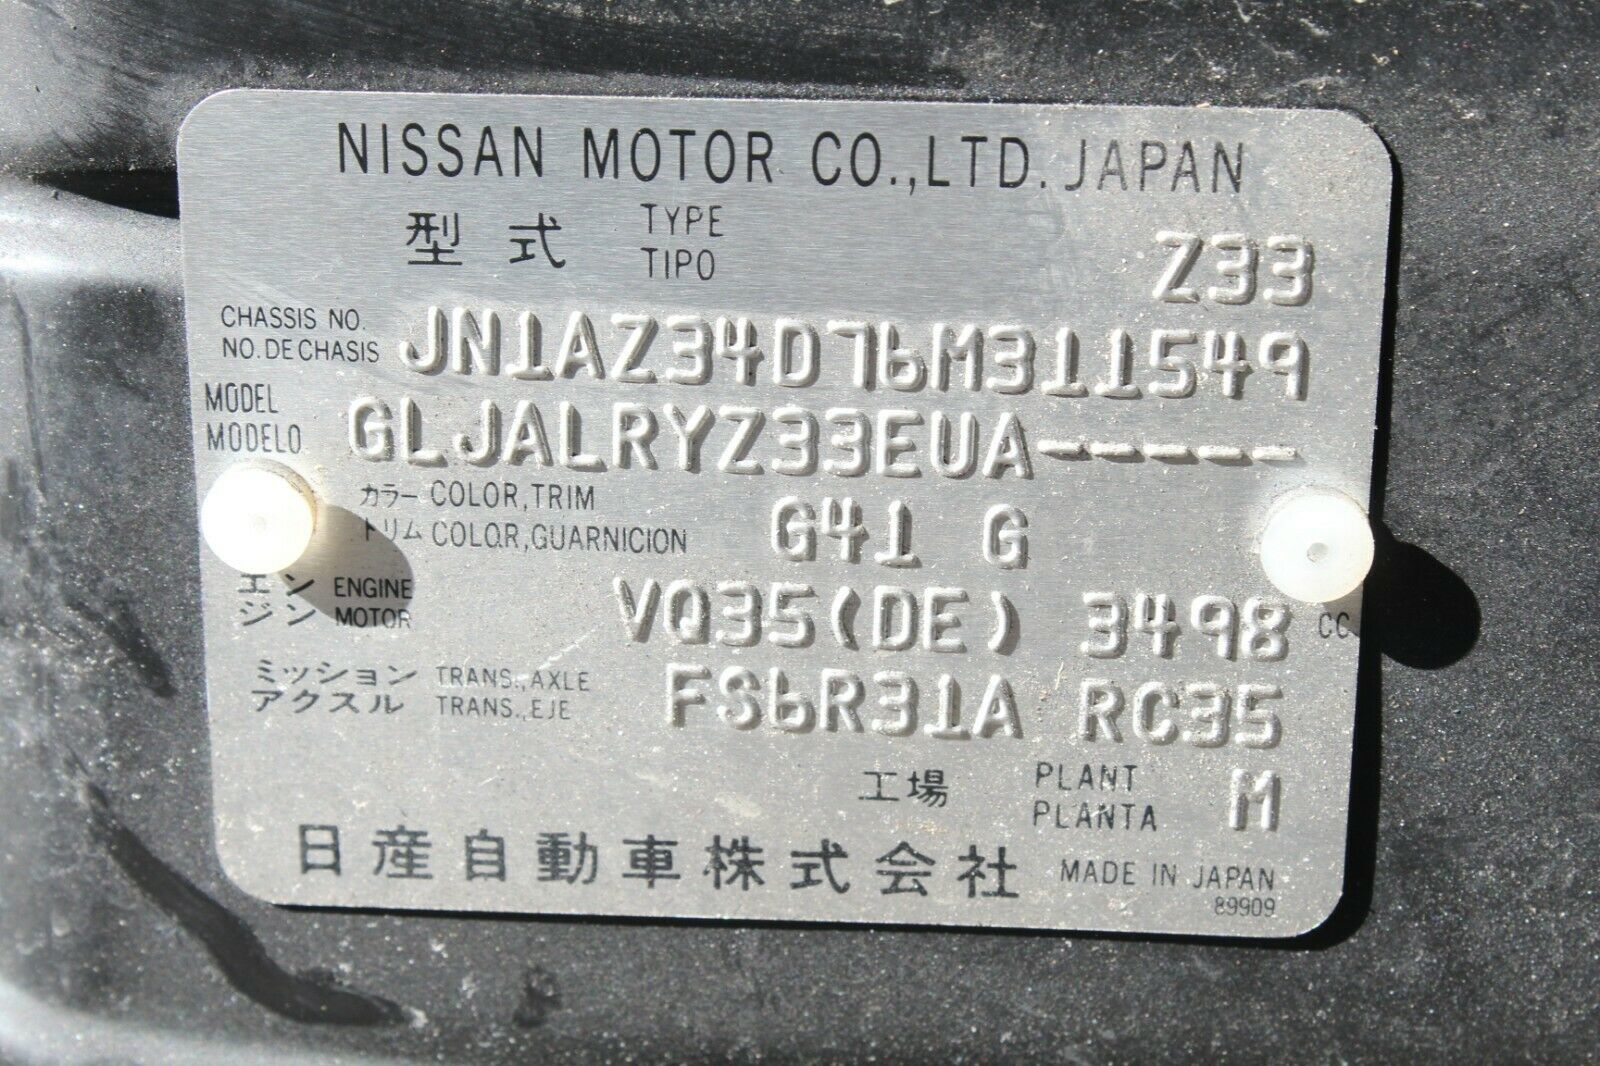 NISSAN MOTOR CO.,LTD. JAPAN
型式 TYPE
TIPO Z33
CHASSIS NO.
NO. DE CHASIS JN1AZ34D76M311549
MODEL
MODELO GLJALRYZ33EUA-----
カラー COLOR,TRIM
トリム COLOR,GUARNICION G41 G
エン ENGINE
ジン MOTOR VQ35(DE) 3498 CC
ミッション TRANS.,AXLE
アクスル TRANS.,EJE FS6R31A RC35
工場 PLANT
PLANTA M
日産自動車株式会社 MADE IN JAPAN
89909